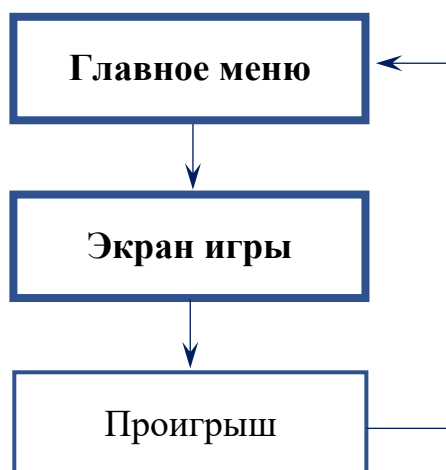 Главное меню
Экран игры
Проигрыш